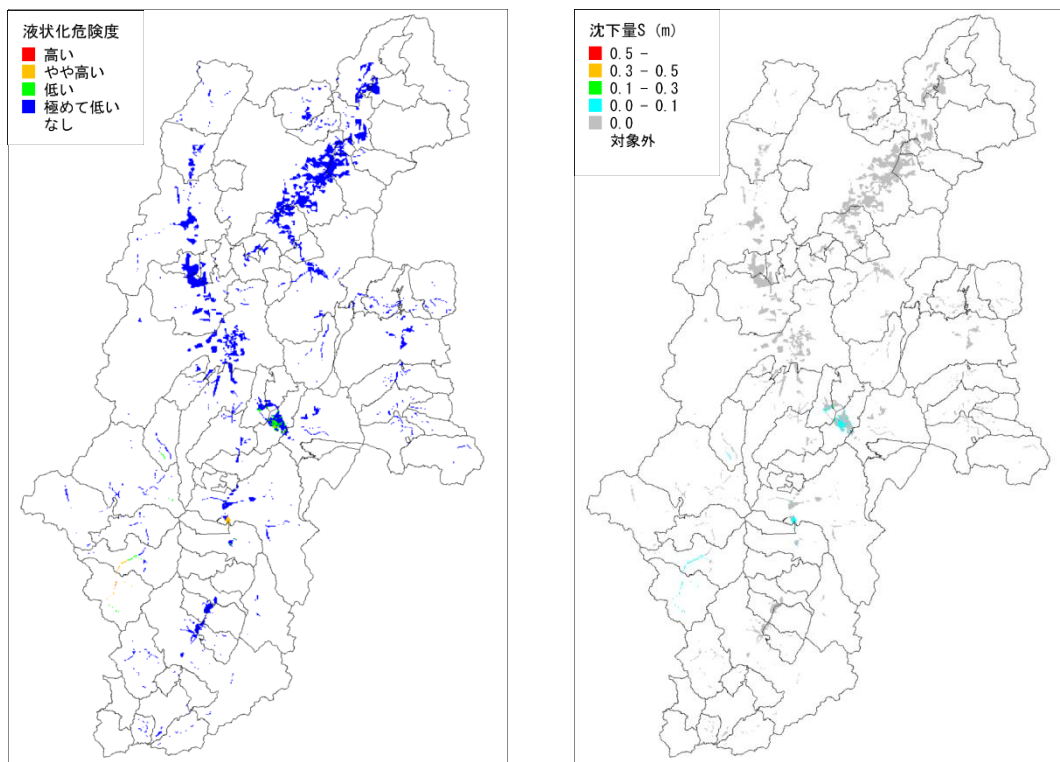 液状化危険度
高い
やや高い
低い
極めて低い
なし
沈下量S (m)
0.5 -
0.3 - 0.5
0.1 - 0.3
0.0 - 0.1
0.0
対象外